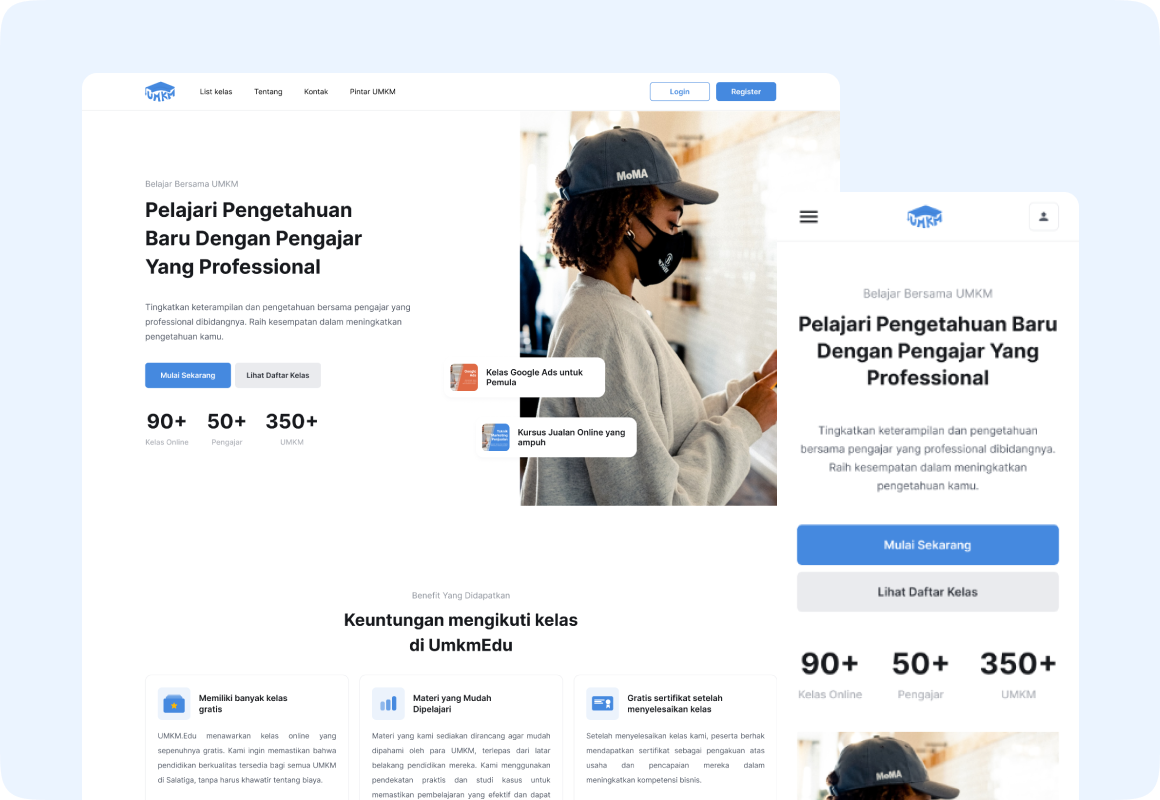 UMKM
List kelas
Tentang
Kontak
Pintar UMKM
Login
Register
Belajar Bersama UMKM
Pelajari Pengetahuan
Baru Dengan Pengajar
Yang Professional
Tingkatkan keterampilan dan pengetahuan bersama pengajar yang
professional dibidangnya. Raih kesempatan dalam meningkatkan
pengetahuan kamu.
Mulai Sekarang
Lihat Daftar Kelas
90+
50+
350+
Kelas Online
Pengajar
UMKM
MoMA
Google
Ads
Kelas Google Ads untuk
Pemula
Kursus Jualan Online yang
ampuh
Benefit Yang Didapatkan
Keuntungan mengikuti kelas
di UmkmEdu
Memiliki banyak kelas
gratis
UMKM.Edu menawarkan kelas online yang
sepenuhnya gratis. Kami ingin memastikan bahwa
pendidikan berkualitas tersedia bagi semua UMKM
di Salatiga, tanpa harus khawatir tentang biaya.
Materi yang Mudah
Dipelajari
Materi yang kami sediakan dirancang agar mudah
dipahami oleh para UMKM, terlepas dari latar
belakang pendidikan mereka. Kami menggunakan
pendekatan praktis dan studi kasus untuk
memastikan pembelajaran yang efektif dan dapat
Gratis sertifikat setelah
menyelesaikan kelas
Setelah menyelesaikan kelas kami, peserta berhak
mendapatkan sertifikat sebagai pengakuan atas
usaha dan pencapaian mereka dalam
meningkatkan kompetensi bisnis.
UMKM
Belajar Bersama UMKM
Pelajari Pengetahuan Baru
Dengan Pengajar Yang
Professional
Tingkatkan keterampilan dan pengetahuan
bersama pengajar yang professional dibidangnya.
Raih kesempatan dalam meningkatkan
pengetahuan kamu.
Mulai Sekarang
Lihat Daftar Kelas
90+
50+
350+
Kelas Online
Pengajar
UMKM
MoMA